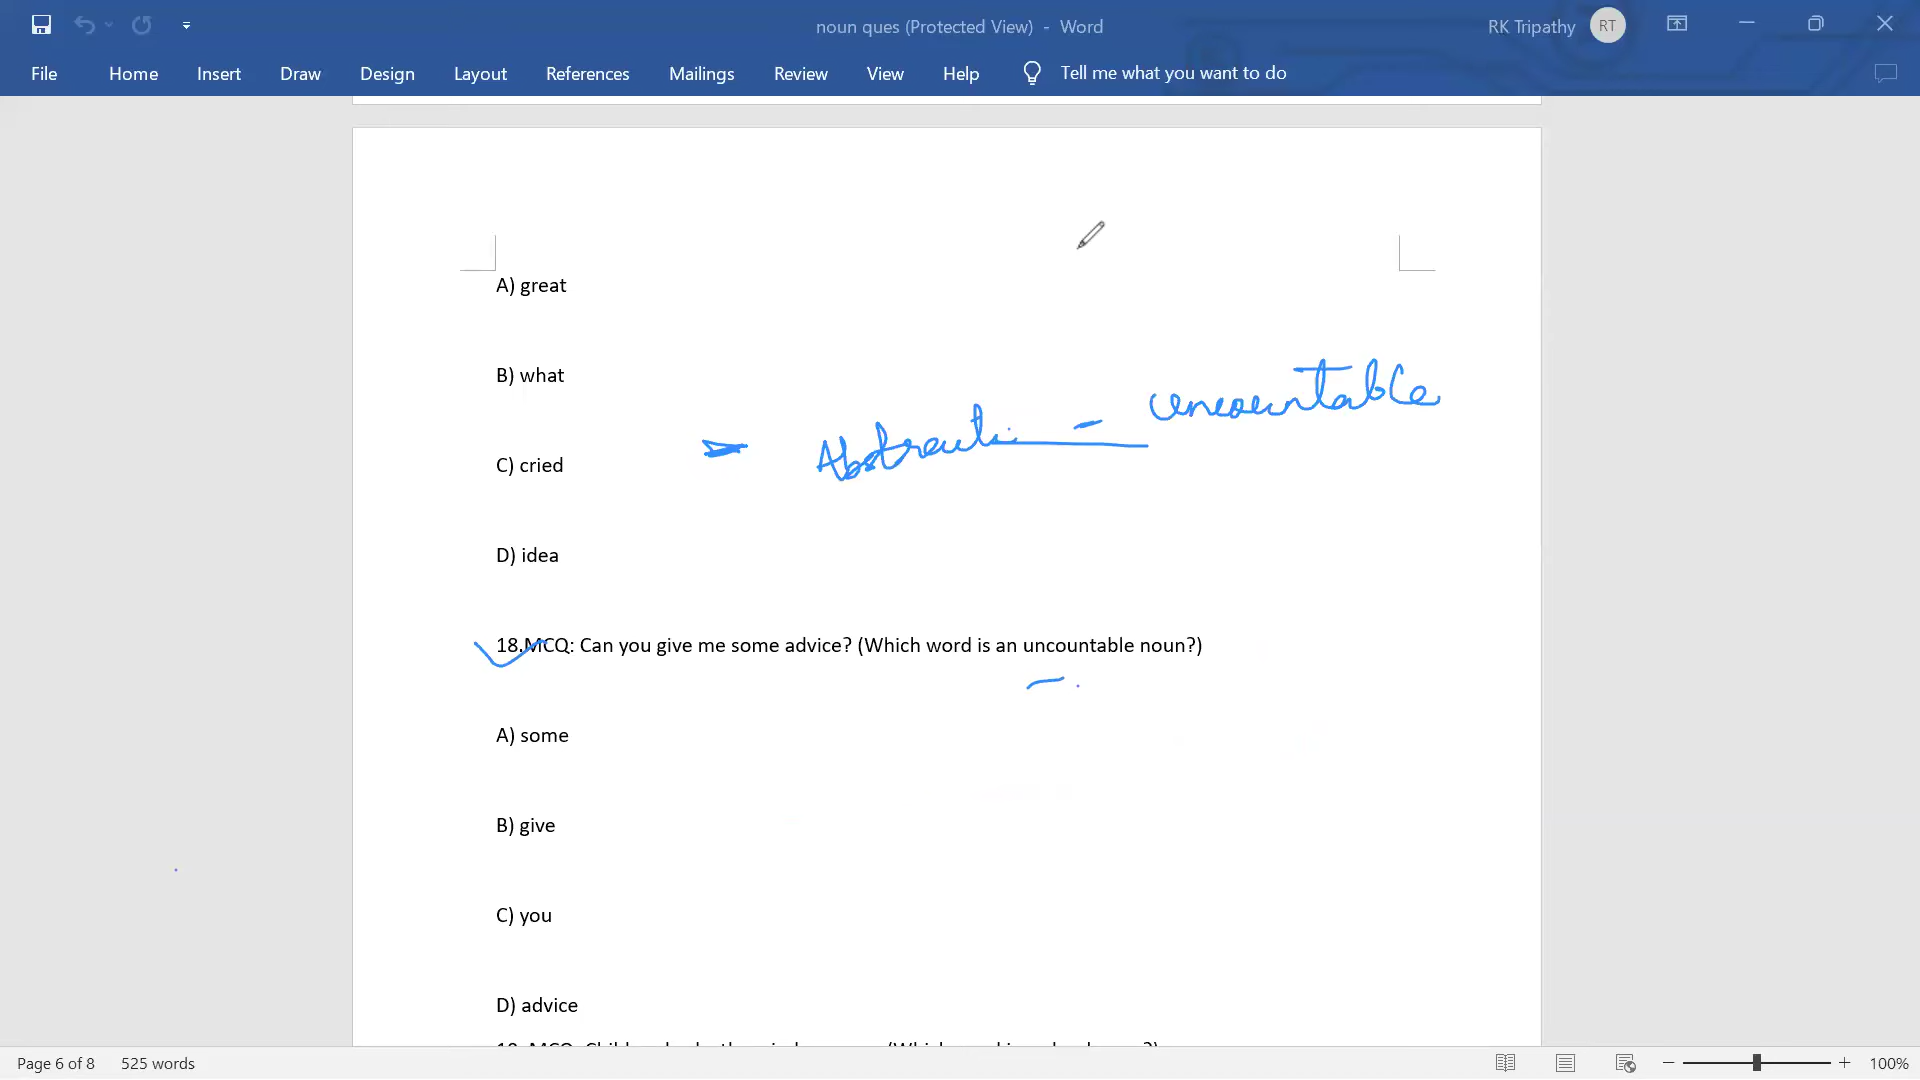 noun ques (Protected View) - Word
RK Tripathy
RT
File Home Insert Draw Design Layout References Mailings Review View Help Tell me what you want to do
A) great
B) what
uncountable
Abstract -
C) cried
D) idea
18.MCQ: Can you give me some advice? (Which word is an uncountable noun?)
A) some
B) give
C) you
D) advice
Page 6 of 8 525 words
100%